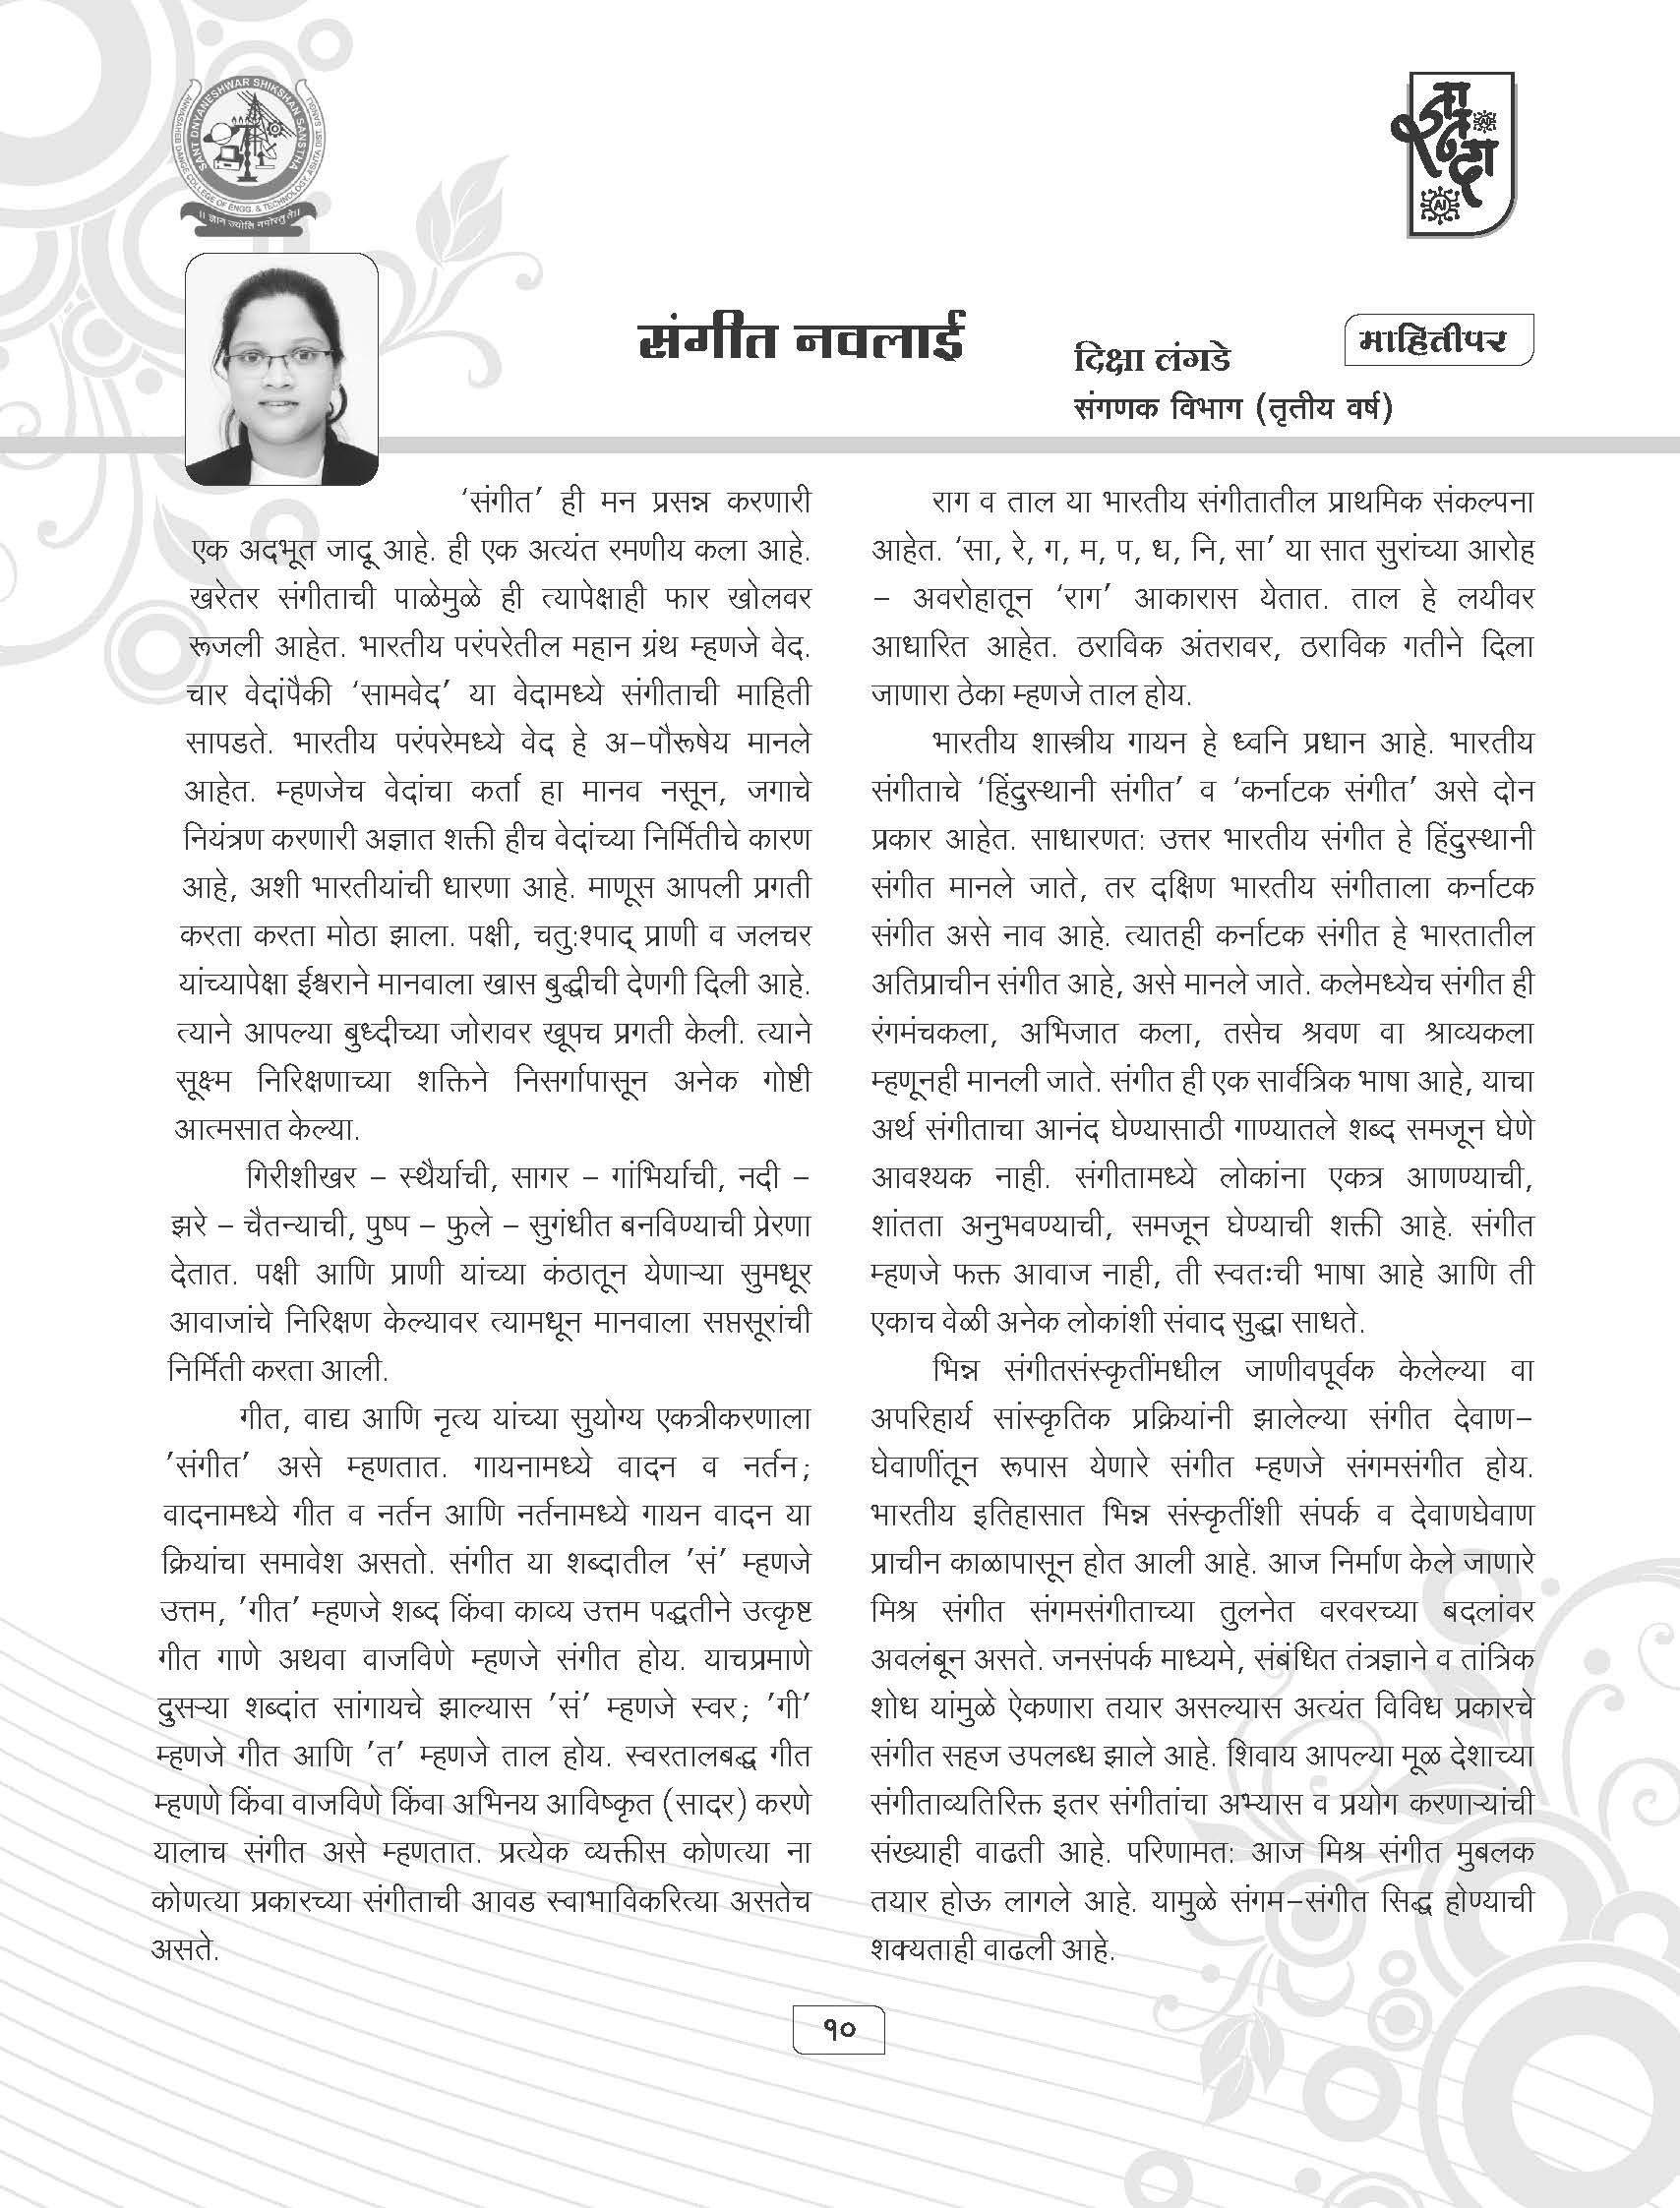 SANT DNYANESHWAR SHIKSHAN SANSTHA
ANNASAHEB DANGE COLLEGE OF ENGG. & TECHNOLOGY, ASHTA DIST. SANGLI
AI
AI
संगीत नवलाई
दिक्षा लंगडे
माहितीपर
संगणक विभाग (तृतीय वर्ष)
‘संगीत’ ही मन प्रसन्न करणारी
एक अदभूत जादू आहे. ही एक अत्यंत रमणीय कला आहे.
खरेतर संगीताची पाळेमुळे ही त्यापेक्षाही फार खोलवर
रूजली आहेत. भारतीय परंपरेतील महान ग्रंथ म्हणजे वेद.
चार वेदांपैकी ‘सामवेद’ या वेदामध्ये संगीताची माहिती
सापडते. भारतीय परंपरेमध्ये वेद हे अ-पौरूषेय मानले
आहेत. म्हणजेच वेदांचा कर्ता हा मानव नसून, जगाचे
नियंत्रण करणारी अज्ञात शक्ती हीच वेदांच्या निर्मितीचे कारण
आहे, अशी भारतीयांची धारणा आहे. माणूस आपली प्रगती
करता करता मोठा झाला. पक्षी, चतु:श्पाद् प्राणी व जलचर
यांच्यापेक्षा ईश्वराने मानवाला खास बुद्धीची देणगी दिली आहे.
त्याने आपल्या बुध्दीच्या जोरावर खूपच प्रगती केली. त्याने
सूक्ष्म निरिक्षणाच्या शक्तिने निसर्गापासून अनेक गोष्टी
आत्मसात केल्या.
गिरीशीखर - स्थैर्याची, सागर - गांभिर्याची, नदी -
झरे - चैतन्याची, पुष्प - फुले - सुगंधीत बनविण्याची प्रेरणा
देतात. पक्षी आणि प्राणी यांच्या कंठातून येणाऱ्या सुमधूर
आवाजांचे निरिक्षण केल्यावर त्यामधून मानवाला सप्तसूरांची
निर्मिती करता आली.
गीत, वाद्य आणि नृत्य यांच्या सुयोग्य एकत्रीकरणाला
’संगीत’ असे म्हणतात. गायनामध्ये वादन व नर्तन;
वादनामध्ये गीत व नर्तन आणि नर्तनामध्ये गायन वादन या
क्रियांचा समावेश असतो. संगीत या शब्दातील ’सं’ म्हणजे
उत्तम, ’गीत’ म्हणजे शब्द किंवा काव्य उत्तम पद्धतीने उत्कृष्ट
गीत गाणे अथवा वाजविणे म्हणजे संगीत होय. याचप्रमाणे
दुसऱ्या शब्दांत सांगायचे झाल्यास ’सं’ म्हणजे स्वर; ’गी’
म्हणजे गीत आणि ’त’ म्हणजे ताल होय. स्वरतालबद्ध गीत
म्हणणे किंवा वाजविणे किंवा अभिनय आविष्कृत (सादर) करणे
यालाच संगीत असे म्हणतात. प्रत्येक व्यक्तीस कोणत्या ना
कोणत्या प्रकारच्या संगीताची आवड स्वाभाविकरित्या असतेच
असते.
राग व ताल या भारतीय संगीतातील प्राथमिक संकल्पना
आहेत. ‘सा, रे, ग, म, प, ध, नि, सा’ या सात सुरांच्या आरोह
- अवरोहातून ‘राग’ आकारास येतात. ताल हे लयीवर
आधारित आहेत. ठराविक अंतरावर, ठराविक गतीने दिला
जाणारा ठेका म्हणजे ताल होय.
भारतीय शास्त्रीय गायन हे ध्वनि प्रधान आहे. भारतीय
संगीताचे ‘हिंदुस्थानी संगीत’ व ‘कर्नाटक संगीत’ असे दोन
प्रकार आहेत. साधारणत: उत्तर भारतीय संगीत हे हिंदुस्थानी
संगीत मानले जाते, तर दक्षिण भारतीय संगीताला कर्नाटक
संगीत असे नाव आहे. त्यातही कर्नाटक संगीत हे भारतातील
अतिप्राचीन संगीत आहे, असे मानले जाते. कलेमध्येच संगीत ही
रंगमंचकला, अभिजात कला, तसेच श्रवण वा श्राव्यकला
म्हणूनही मानली जाते. संगीत ही एक सार्वत्रिक भाषा आहे, याचा
अर्थ संगीताचा आनंद घेण्यासाठी गाण्यातले शब्द समजून घेणे
आवश्यक नाही. संगीतामध्ये लोकांना एकत्र आणण्याची,
शांतता अनुभवण्याची, समजून घेण्याची शक्ती आहे. संगीत
म्हणजे फक्त आवाज नाही, ती स्वतःची भाषा आहे आणि ती
एकाच वेळी अनेक लोकांशी संवाद सुद्धा साधते.
भिन्न संगीतसंस्कृतींमधील जाणीवपूर्वक केलेल्या वा
अपरिहार्य सांस्कृतिक प्रक्रियांनी झालेल्या संगीत देवाण-
घेवाणींतून रूपास येणारे संगीत म्हणजे संगमसंगीत होय.
भारतीय इतिहासात भिन्न संस्कृतींशी संपर्क व देवाणघेवाण
प्राचीन काळापासून होत आली आहे. आज निर्माण केले जाणारे
मिश्र संगीत संगमसंगीताच्या तुलनेत वरवरच्या बदलांवर
अवलंबून असते. जनसंपर्क माध्यमे, संबंधित तंत्रज्ञाने व तांत्रिक
शोध यांमुळे ऐकणारा तयार असल्यास अत्यंत विविध प्रकारचे
संगीत सहज उपलब्ध झाले आहे. शिवाय आपल्या मूळ देशाच्या
संगीताव्यतिरिक्त इतर संगीतांचा अभ्यास व प्रयोग करणाऱ्यांची
संख्याही वाढती आहे. परिणामत: आज मिश्र संगीत मुबलक
तयार होऊ लागले आहे. यामुळे संगम-संगीत सिद्ध होण्याची
शक्यताही वाढली आहे.
१०